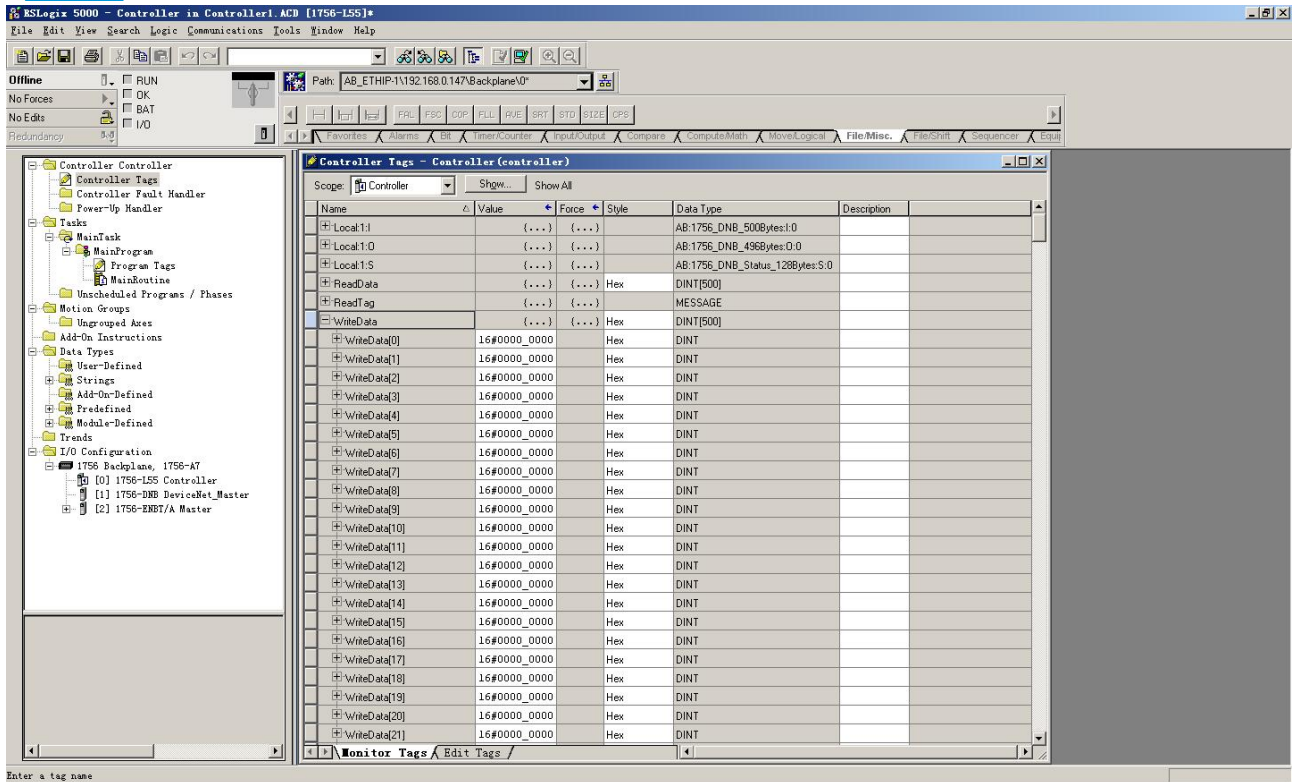 RSLogix 5000 - Controller in Controller1.ACD [1756-L55]*
File Edit View Search Logic Communications Tools Window Help
Offline
RUN
No Forces
OK
No Edits
BAT
Redundancy
I/O
Path: AB_ETHIP-1\192.168.0.147\Backplane\0*
FAL FSC COP FLL AVE SRT STD SIZE CPS
Favorites Alarms Bit Timer/Counter Input/Output Compare Compute/Math Move/Logical File/Misc. File/Shift Sequencer Equip
Controller Controller
Controller Tags
Controller Fault Handler
Power-Up Handler
Tasks
MainTask
MainProgram
Program Tags
MainRoutine
Unscheduled Programs / Phases
Motion Groups
Ungrouped Axes
Add-On Instructions
Data Types
User-Defined
Strings
Add-On-Defined
Predefined
Module-Defined
Trends
I/O Configuration
1756 Backplane, 1756-A7
[0] 1756-L55 Controller
[1] 1756-DNB DeviceNet_Master
[2] 1756-ENBT/A Master
Controller Tags - Controller(controller)
Scope: Controller Show... Show All
Name Value Force Style Data Type Description
Local:1:I {...} {...} AB:1756_DNB_500Bytes:I:0
Local:1:O {...} {...} AB:1756_DNB_496Bytes:O:0
Local:1:S {...} {...} AB:1756_DNB_Status_128Bytes:S:0
ReadData {...} {...} Hex DINT[500]
ReadTag {...} {...} MESSAGE
WriteData {...} {...} Hex DINT[500]
WriteData[0] 16#0000_0000 Hex DINT
WriteData[1] 16#0000_0000 Hex DINT
WriteData[2] 16#0000_0000 Hex DINT
WriteData[3] 16#0000_0000 Hex DINT
WriteData[4] 16#0000_0000 Hex DINT
WriteData[5] 16#0000_0000 Hex DINT
WriteData[6] 16#0000_0000 Hex DINT
WriteData[7] 16#0000_0000 Hex DINT
WriteData[8] 16#0000_0000 Hex DINT
WriteData[9] 16#0000_0000 Hex DINT
WriteData[10] 16#0000_0000 Hex DINT
WriteData[11] 16#0000_0000 Hex DINT
WriteData[12] 16#0000_0000 Hex DINT
WriteData[13] 16#0000_0000 Hex DINT
WriteData[14] 16#0000_0000 Hex DINT
WriteData[15] 16#0000_0000 Hex DINT
WriteData[16] 16#0000_0000 Hex DINT
WriteData[17] 16#0000_0000 Hex DINT
WriteData[18] 16#0000_0000 Hex DINT
WriteData[19] 16#0000_0000 Hex DINT
WriteData[20] 16#0000_0000 Hex DINT
WriteData[21] 16#0000_0000 Hex DINT
Monitor Tags Edit Tags
Enter a tag name